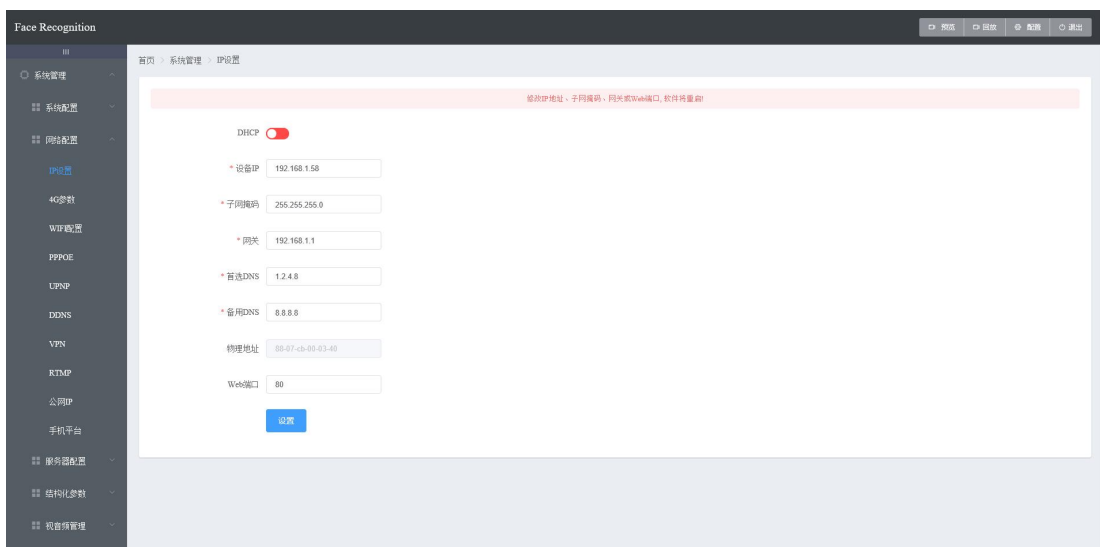 Face Recognition
预览 回放 配置 退出
系统管理
系统配置
网络配置
IP设置
4G参数
WIFI配置
PPPOE
UPNP
DDNS
VPN
RTMP
公网IP
手机平台
服务器配置
结构化参数
视音频管理
首页 > 系统管理 > IP设置
修改IP地址、子网掩码、网关或Web端口, 软件将重启!
DHCP
* 设备IP 192.168.1.58
* 子网掩码 255.255.255.0
* 网关 192.168.1.1
* 首选DNS 1.2.4.8
* 备用DNS 8.8.8.8
物理地址
Web端口 80
设置